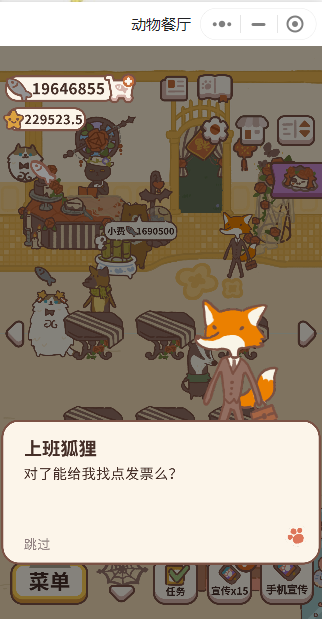 动物餐厅
19646855
229523.5
小费 1690500
上班狐狸
对了能给我找点发票么？
跳过
菜单
任务
宣传x15
手机宣传